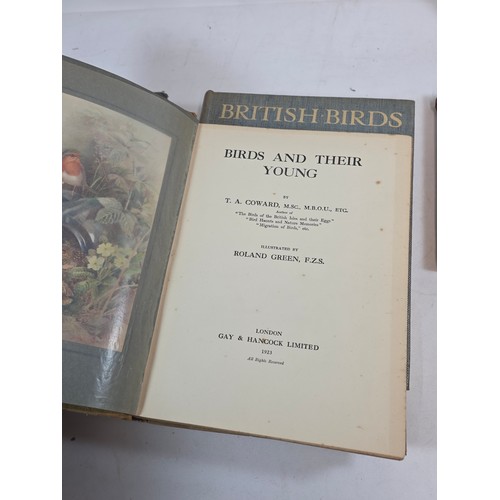 BRITISH·BIRDS
BIRDS AND THEIR
YOUNG
BY
T. A. COWARD, M.SC., M.B.O.U., ETC.
Author of
"The Birds of the British Isles and their Eggs"
"Bird Haunts and Nature Memories"
"Migration of Birds," etc.
ILLUSTRATED BY
ROLAND GREEN, F.Z.S.
LONDON
GAY & HANCOCK LIMITED
1923
All Rights Reserved